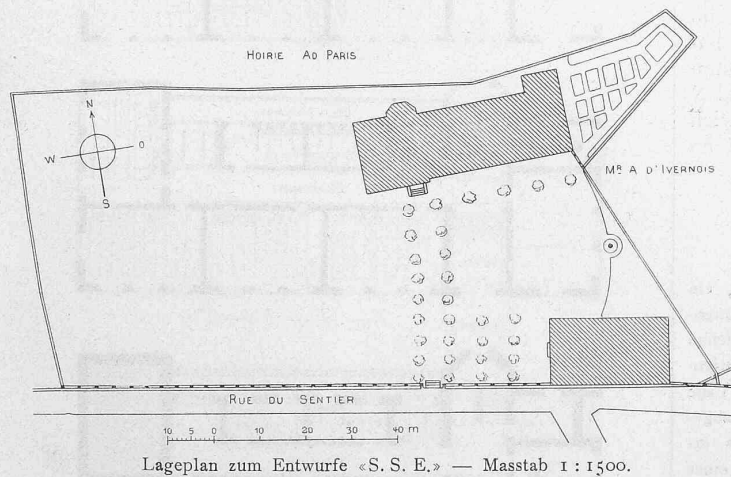 HOIRIE AD PARIS
N
W O
S
MR A D'IVERNOIS
RUE DU SENTIER
10 5 0 10 20 30 40 m
Lageplan zum Entwurfe «S. S. E.» — Masstab 1 : 1500.